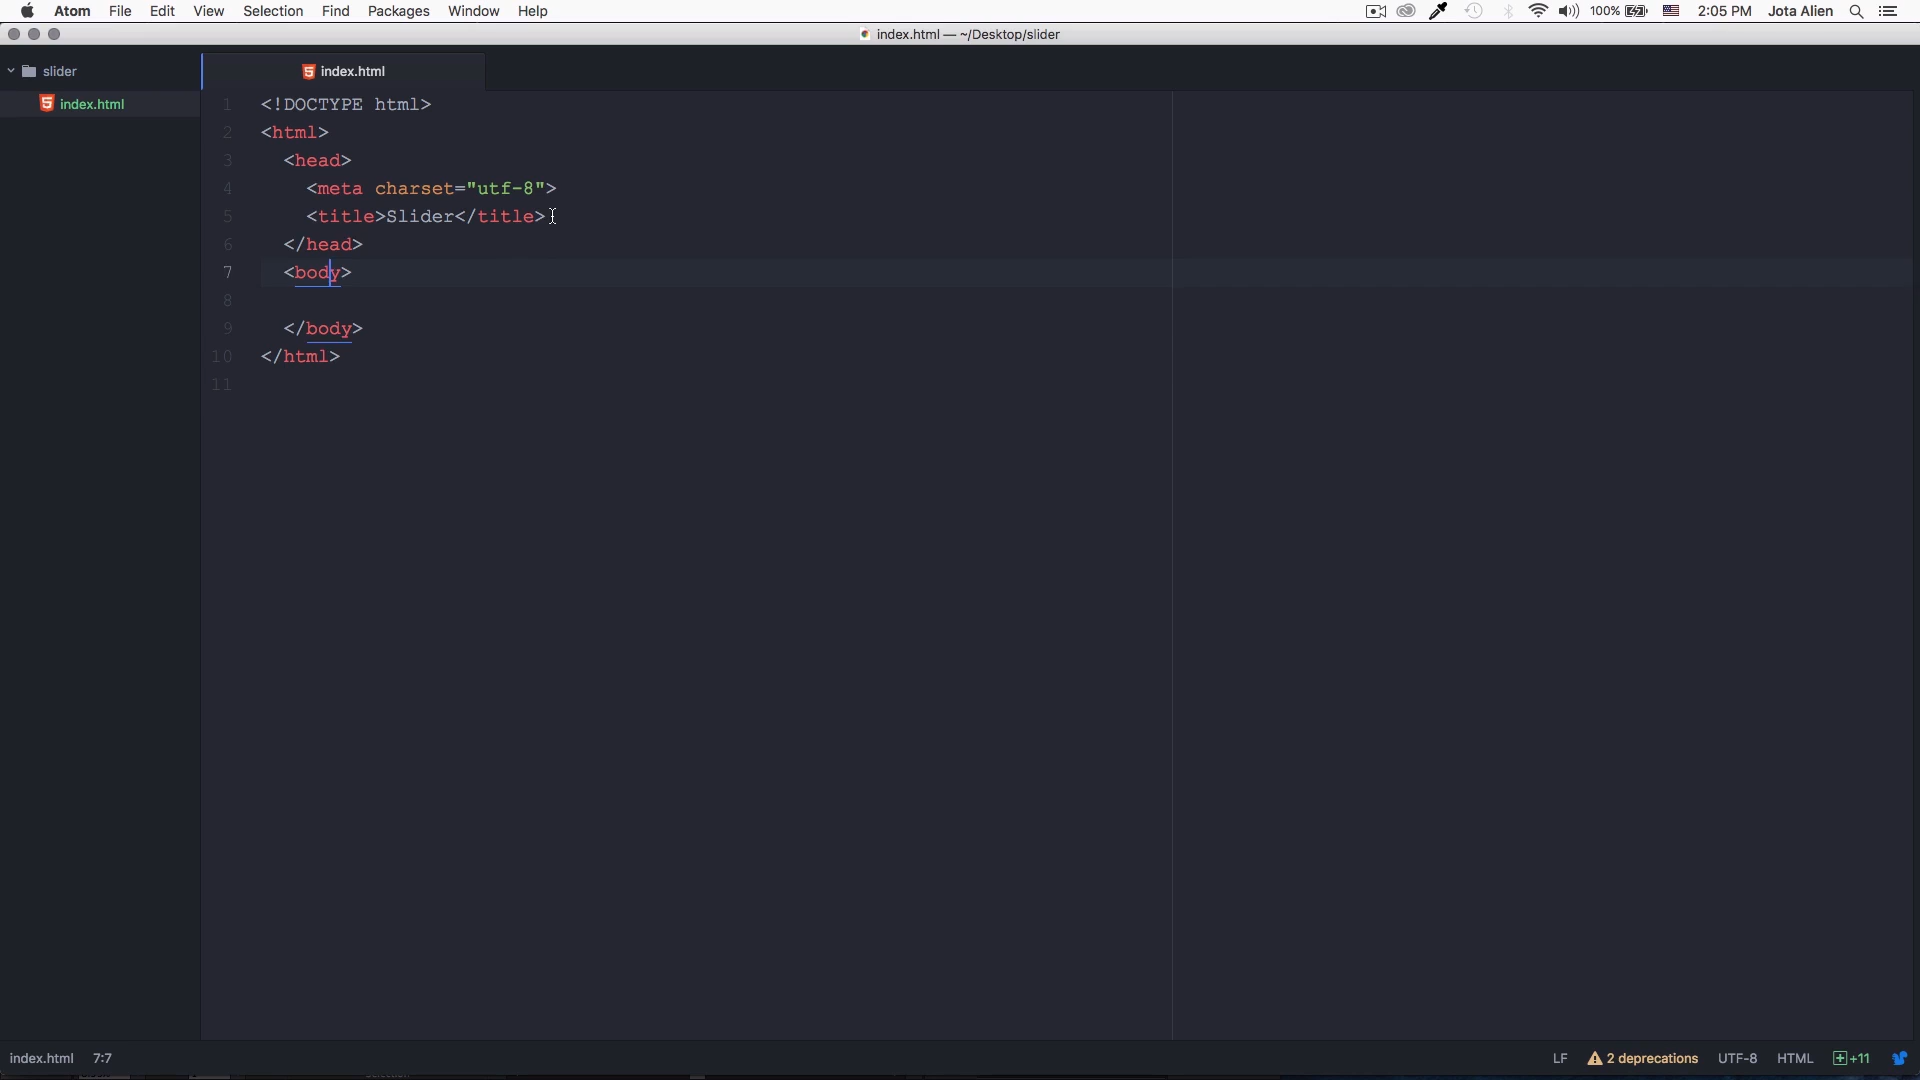 Atom File Edit View Selection Find Packages Window Help 100% 2:05 PM Jota Alien
index.html — ~/Desktop/slider
slider
index.html
index.html
1 <!DOCTYPE html>
2 <html>
3 <head>
4 <meta charset="utf-8">
5 <title>Slider</title>
6 </head>
7 <body>
8
9 </body>
10 </html>
11
index.html 7:7 LF 2 deprecations UTF-8 HTML +11